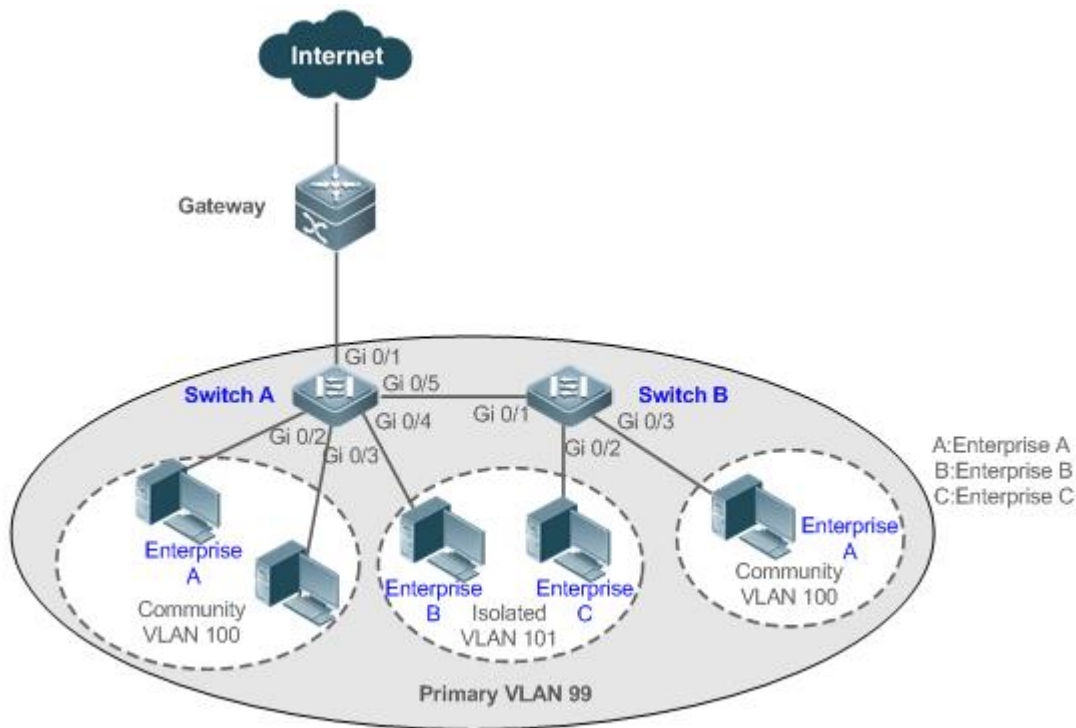 Internet
Gateway
Gi 0/1
Switch A
Gi 0/5
Switch B
Gi 0/1
Gi 0/4
Gi 0/3
Gi 0/2
Gi 0/2
Gi 0/3
A:Enterprise A
B:Enterprise B
C:Enterprise C
Enterprise
A
Community
VLAN 100
Enterprise
B
Isolated
VLAN 101
Enterprise
C
Enterprise
A
Community
VLAN 100
Primary VLAN 99